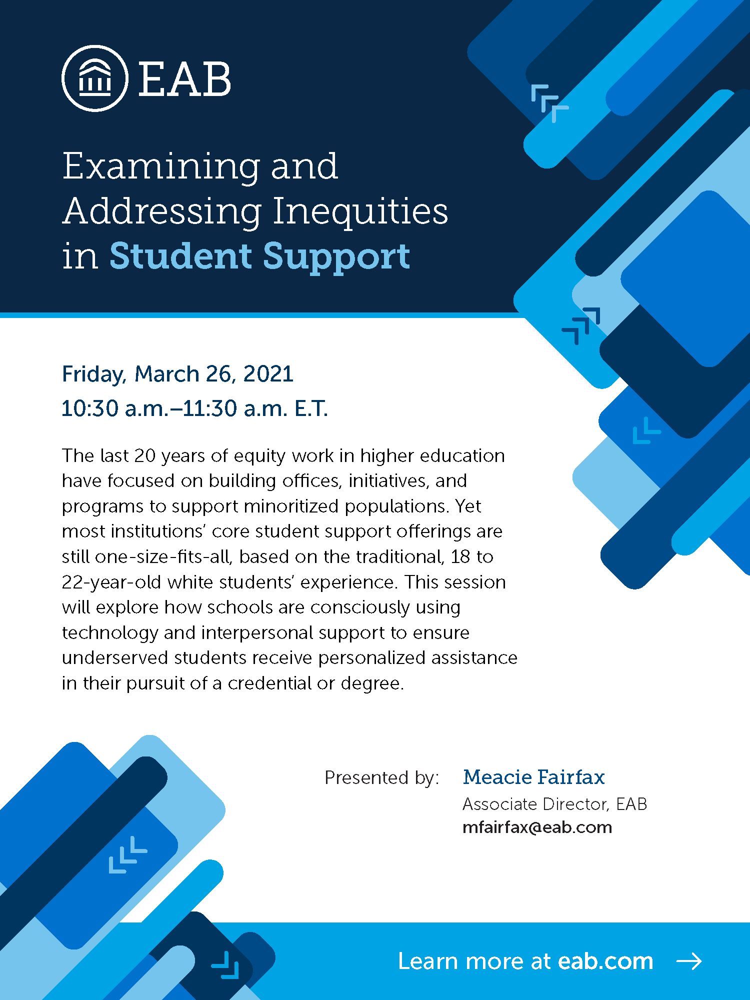 EAB
Examining and
Addressing Inequities
in Student Support
Friday, March 26, 2021
10:30 a.m.–11:30 a.m. E.T.
The last 20 years of equity work in higher education
have focused on building offices, initiatives, and
programs to support minoritized populations. Yet
most institutions’ core student support offerings are
still one-size-fits-all, based on the traditional, 18 to
22-year-old white students’ experience. This session
will explore how schools are consciously using
technology and interpersonal support to ensure
underserved students receive personalized assistance
in their pursuit of a credential or degree.
Presented by: Meacie Fairfax
Associate Director, EAB
mfairfax@eab.com
Learn more at eab.com →